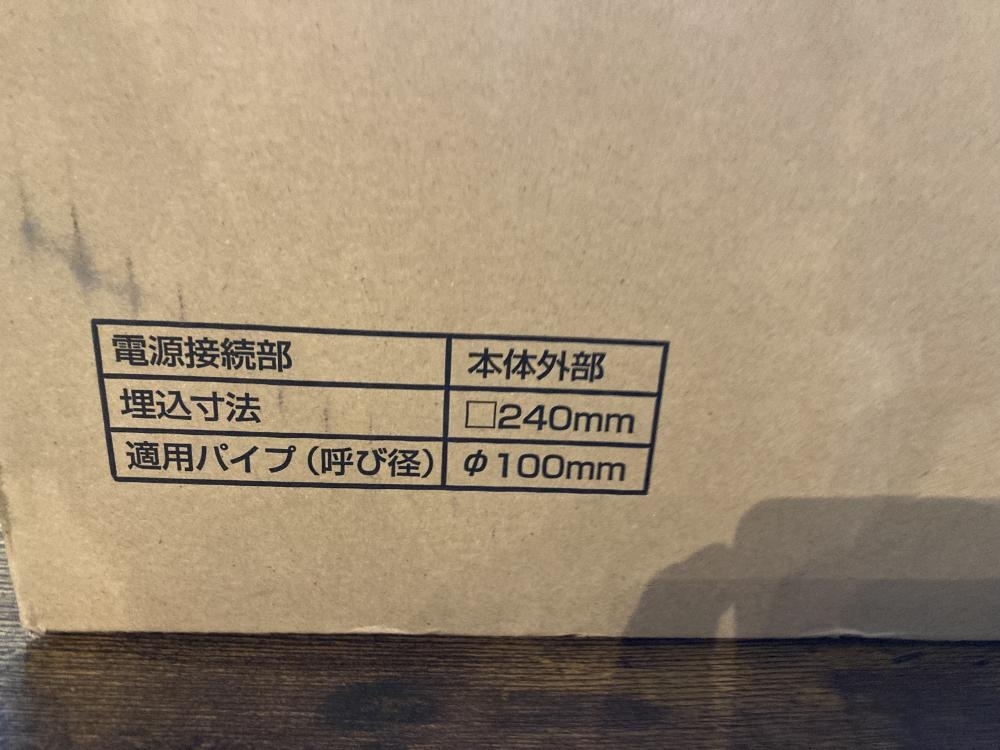 電源接続部 本体外部
埋込寸法 □240mm
適用パイプ（呼び径） φ100mm